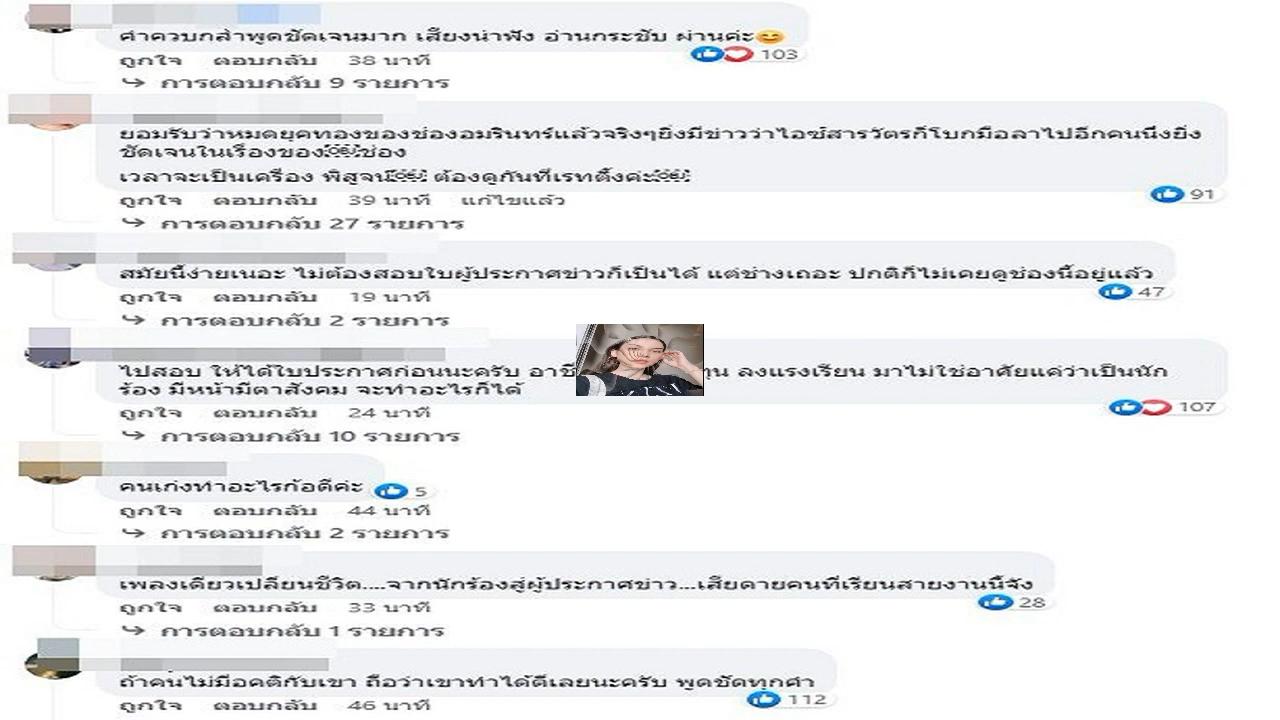 คำควบกล้ำพูดชัดเจนมาก เสียงน่าฟัง อ่านกระชับ ผ่านค่ะ😊
103
ถูกใจ ตอบกลับ 38 นาที
การตอบกลับ 9 รายการ
ยอมรับว่าหมดยุคทองของช่องอมรินทร์แล้วจริงๆยิ่งมีข่าวว่าไอซ์สารวัตรก็โบกมือลาไปอีกคนนึงยิ่ง
ชัดเจนในเรื่องของช่อง
เวลาจะเป็นเครื่อง พิสูจน์ ต้องดูกันที่เรทติ้งค่ะ
91
ถูกใจ ตอบกลับ 39 นาที แก้ไขแล้ว
การตอบกลับ 27 รายการ
สมัยนี้ง่ายเนอะ ไม่ต้องสอบใบผู้ประกาศข่าวก็เป็นได้ แต่ช่างเถอะ ปกติก็ไม่เคยดูช่องนี้อยู่แล้ว
47
ถูกใจ ตอบกลับ 19 นาที
การตอบกลับ 2 รายการ
ไปสอบ ให้ได้ใบประกาศก่อนนะครับ ทุน ลงแรงเรียน มาไม่ใช่อาศัยแค่ว่าเป็นนัก
ร้อง มีหน้ามีตาสังคม จะทำอะไรก็ได้
107
ถูกใจ ตอบกลับ 24 นาที
การตอบกลับ 10 รายการ
คนเก่งทำอะไรก้อดีค่ะ 5
ถูกใจ ตอบกลับ 44 นาที
การตอบกลับ 2 รายการ
เพลงเดียวเปลี่ยนชีวิต....จากนักร้องสู่ผู้ประกาศข่าว...เสียดายคนที่เรียนสายงานนี้จัง
28
ถูกใจ ตอบกลับ 33 นาที
การตอบกลับ 1 รายการ
ถ้าคนไม่มีอคติกับเขา ถือว่าเขาทำได้ดีเลยนะครับ พูดชัดทุกคำ
112
ถูกใจ ตอบกลับ 46 นาที